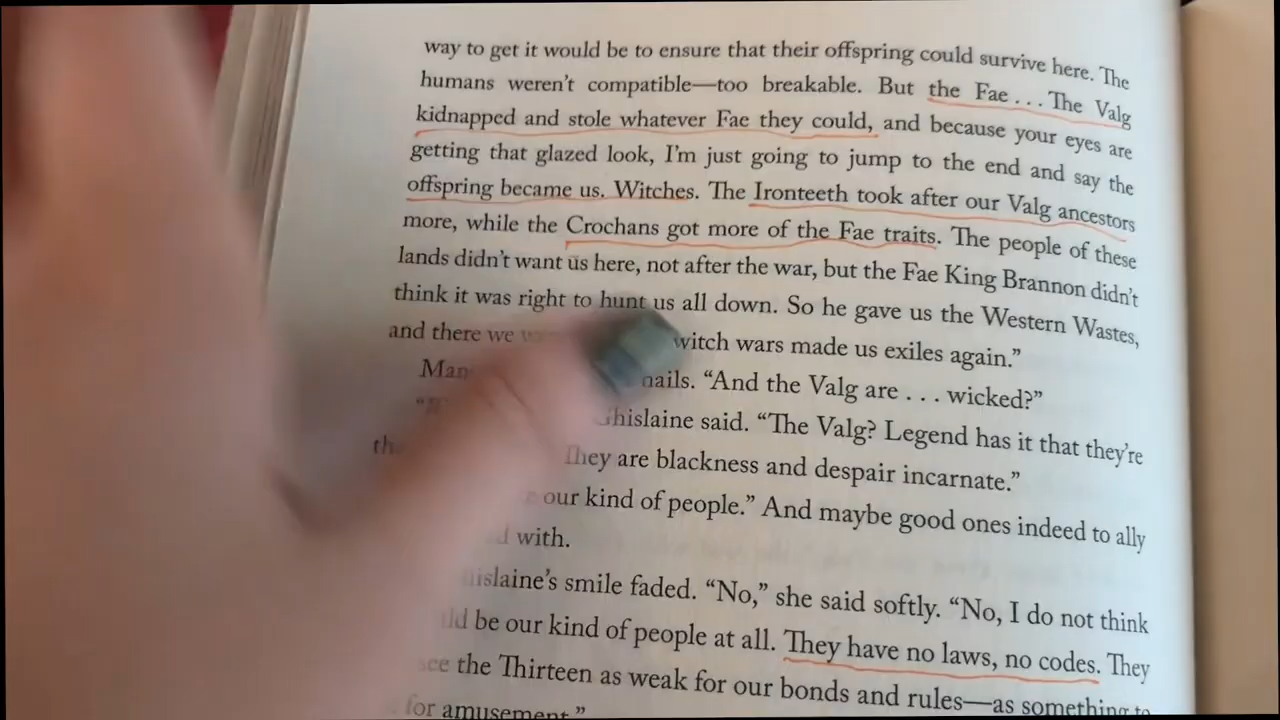 way to get it would be to ensure that their offspring could survive here. The
humans weren't compatible—too breakable. But the Fae . . . The Valg
kidnapped and stole whatever Fae they could, and because your eyes are
getting that glazed look, I'm just going to jump to the end and say the
offspring became us. Witches. The Ironteeth took after our Valg ancestors
more, while the Crochans got more of the Fae traits. The people of these
lands didn't want us here, not after the war, but the Fae King Brannon didn't
think it was right to hunt us all down. So he gave us the Western Wastes,
and there we witch wars made us exiles again."
nails. "And the Valg are . . . wicked?"
Ghislaine said. "The Valg? Legend has it that they're
They are blackness and despair incarnate."
our kind of people." And maybe good ones indeed to ally
with.
Ghislaine's smile faded. "No," she said softly. "No, I do not think
be our kind of people at all. They have no laws, no codes. They
see the Thirteen as weak for our bonds and rules—as something to
for amusement."